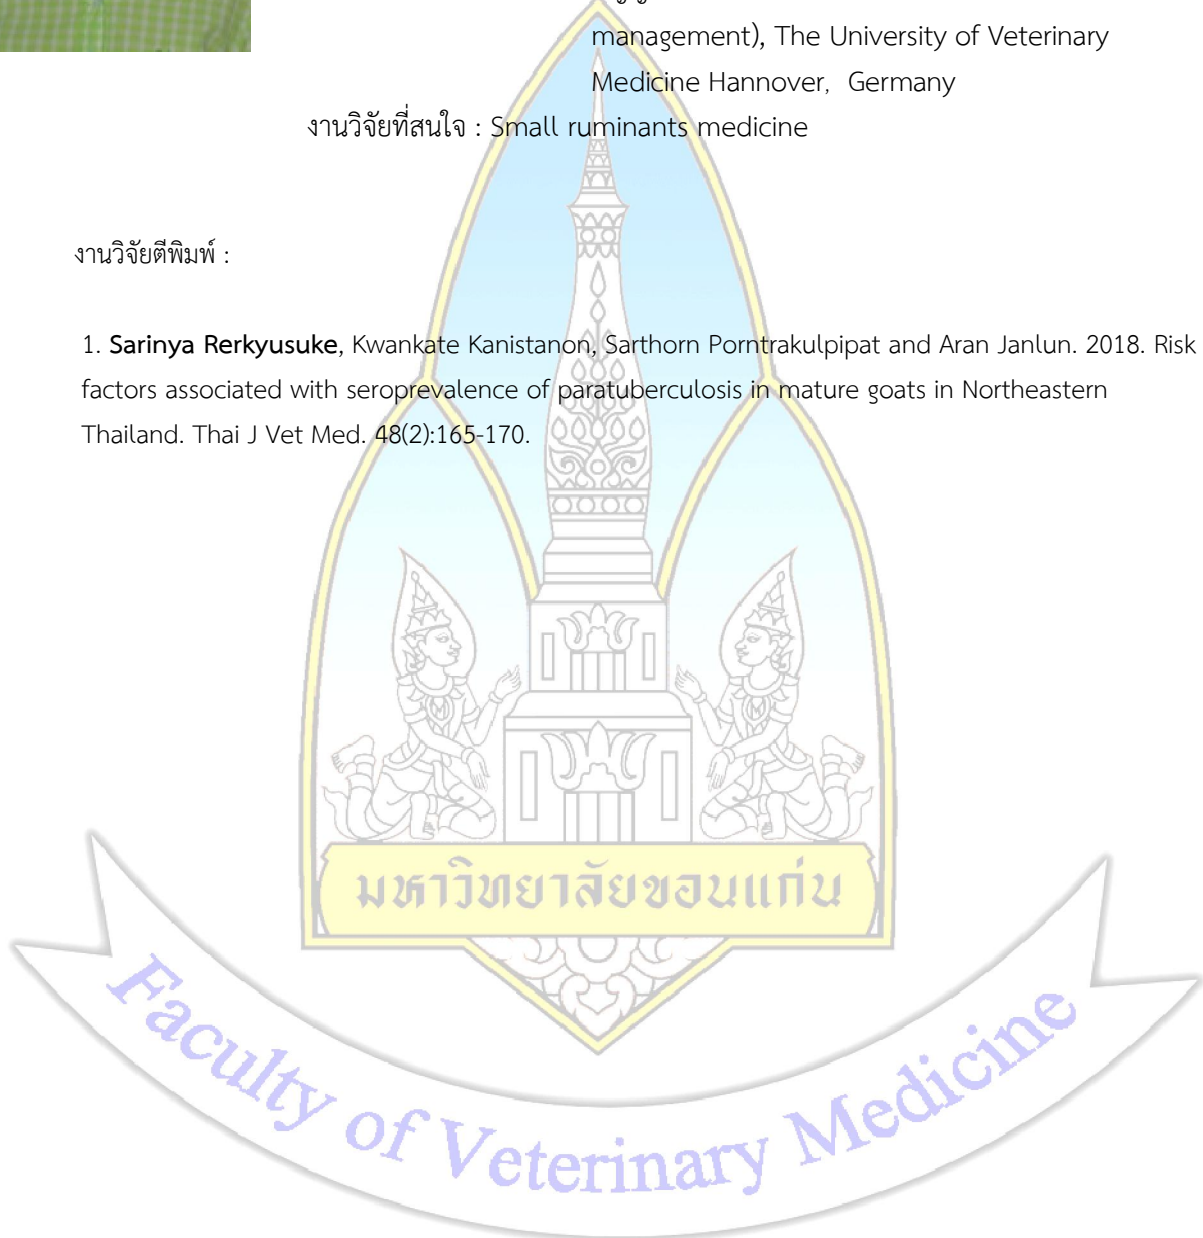 management), The University of Veterinary
Medicine Hannover, Germany
งานวิจัยที่สนใจ : Small ruminants medicine
งานวิจัยตีพิมพ์ :
1. Sarinya Rerkyusuke, Kwankate Kanistanon, Sarthorn Porntrakulpipat and Aran Janlun. 2018. Risk
factors associated with seroprevalence of paratuberculosis in mature goats in Northeastern
Thailand. Thai J Vet Med. 48(2):165-170.
มหาวิทยาลัยขอนแก่น
Faculty of Veterinary Medicine